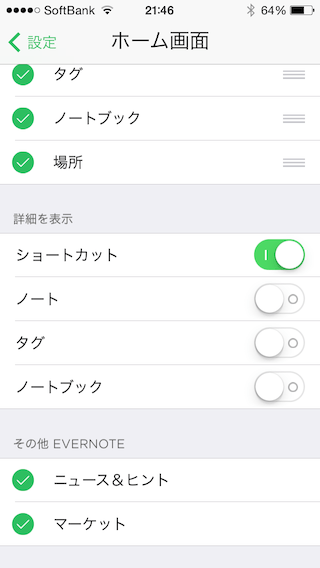 SoftBank 21:46 64%
設定 ホーム画面
タグ
ノートブック
場所
詳細を表示
ショートカット
ノート
タグ
ノートブック
その他 EVERNOTE
ニュース＆ヒント
マーケット